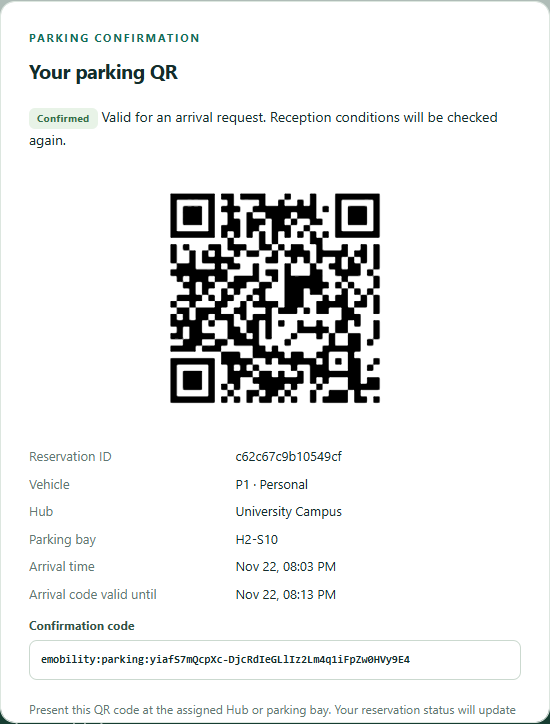 PARKING CONFIRMATION
Your parking QR
Confirmed Valid for an arrival request. Reception conditions will be checked
again.
Reservation ID c62c67c9b10549cf
Vehicle P1 · Personal
Hub University Campus
Parking bay H2-S10
Arrival time Nov 22, 08:03 PM
Arrival code valid until Nov 22, 08:13 PM
Confirmation code
emobility:parking:yiafS7mQcpXc-DjcRdIeGLlIz2Lm4q1iFpZw0HVy9E4
Present this QR code at the assigned Hub or parking bay. Your reservation status will update